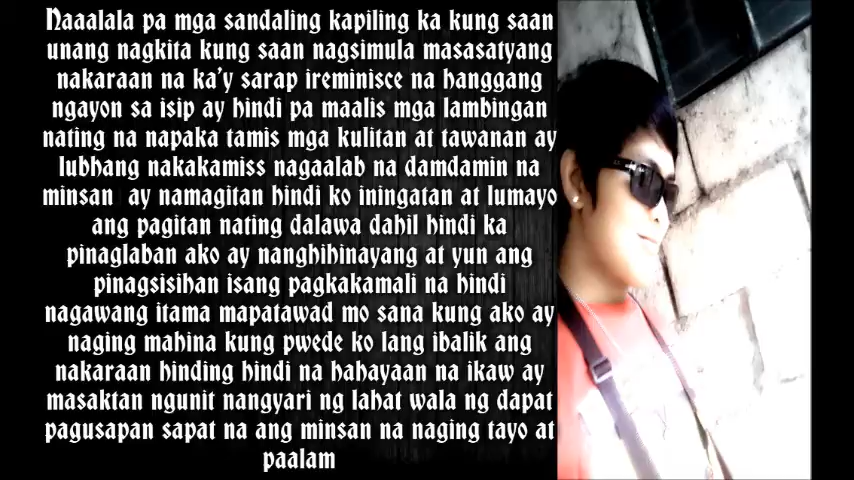 Naaalala pa mga sandaling kapiling ka kung saan
unang nagkita kung saan nagsimula masasatyang
nakaraan na ka'y sarap ireminisce na hanggang
ngayon sa isip ay hindi pa maalis mga lambingan
nating na napaka tamis mga kulitan at tawanan ay
lubhang nakakamiss nagaalab na damdamin na
minsan ay namagitan hindi ko iningatan at lumayo
ang pagitan nating dalawa dahil hindi ka
pinaglaban ako ay nanghihinayang at yun ang
pinagsisihan isang pagkakamali na hindi
nagawang itama mapatawad mo sana kung ako ay
naging mahina kung pwede ko lang ibalik ang
nakaraan hinding hindi na hahayaan na ikaw ay
masaktan ngunit nangyari ng lahat wala ng dapat
pagusapan sapat na ang minsan na naging tayo at
paalam